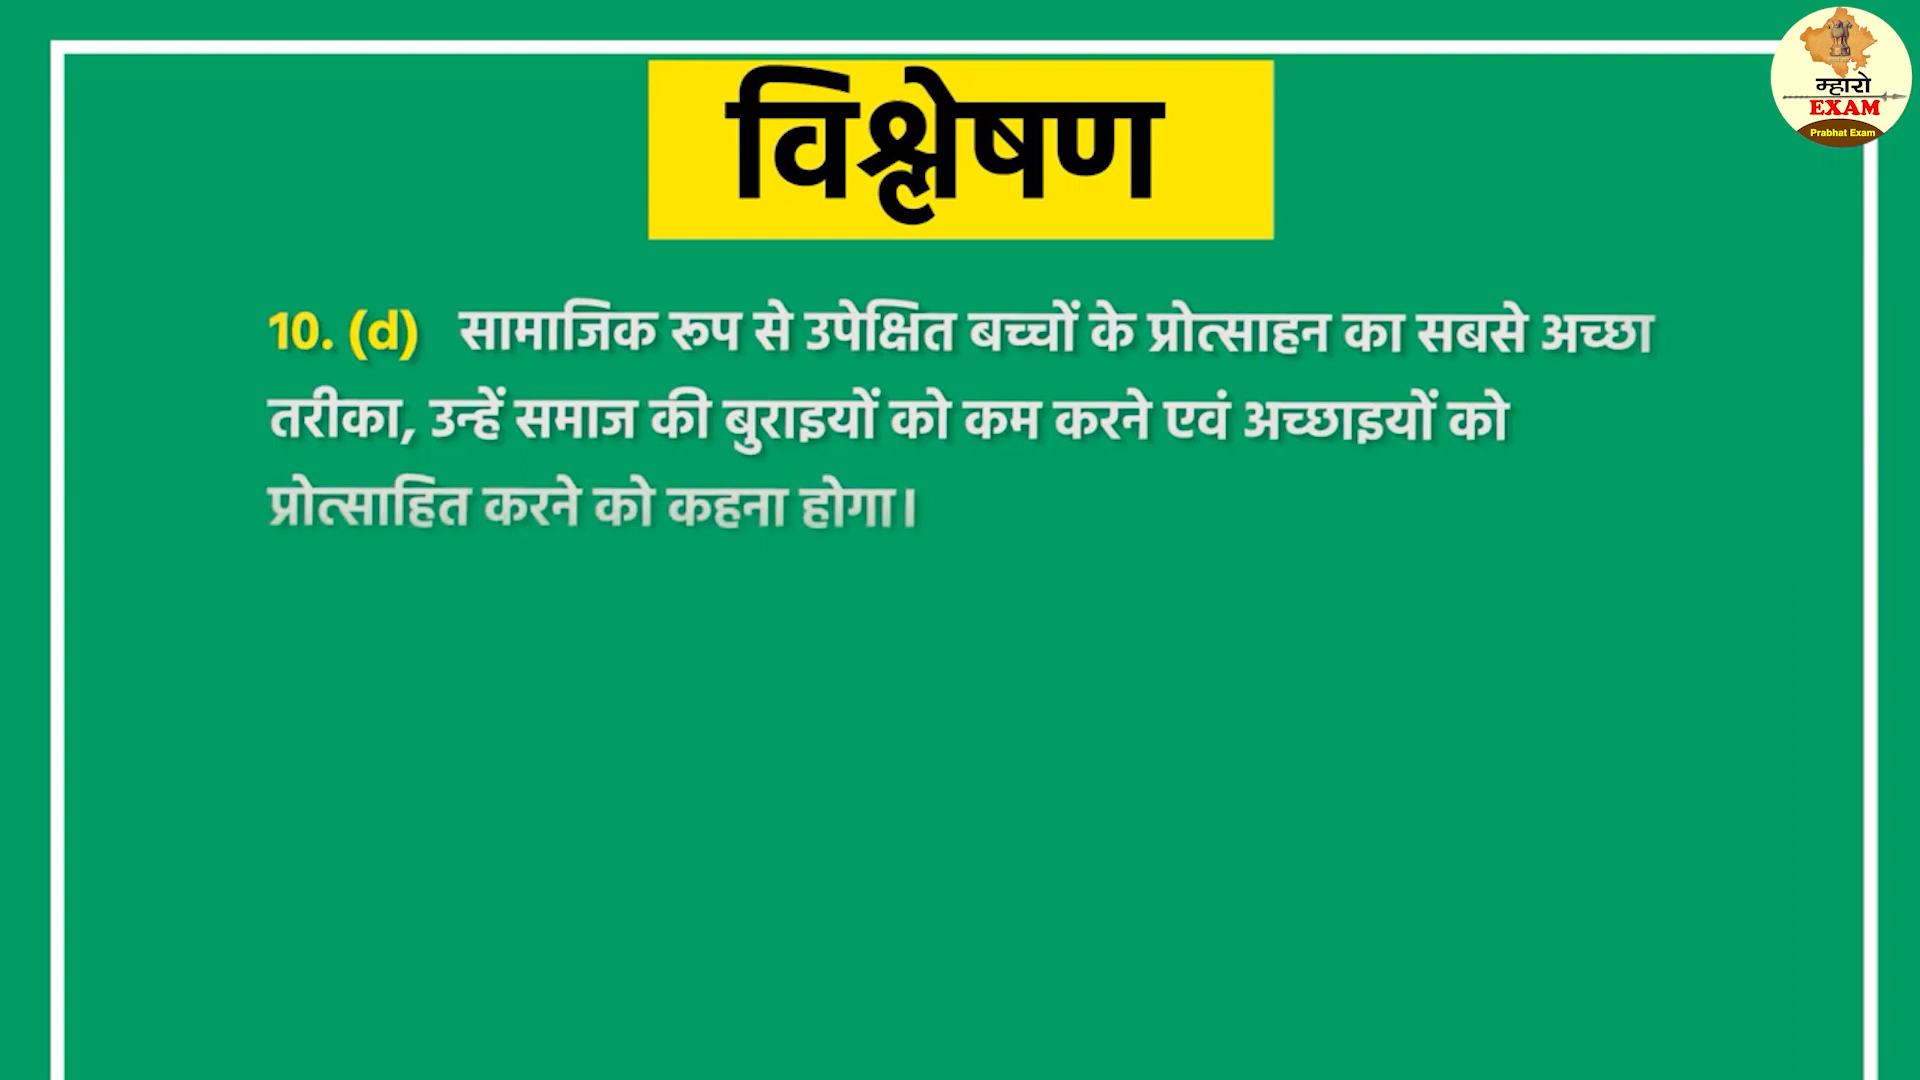 म्हारो
EXAM
Prabhat Exam
विश्लेषण
10. (d) सामाजिक रूप से उपेक्षित बच्चों के प्रोत्साहन का सबसे अच्छा
तरीका, उन्हें समाज की बुराइयों को कम करने एवं अच्छाइयों को
प्रोत्साहित करने को कहना होगा।